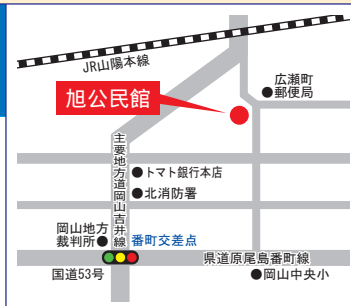 JR山陽本線
広瀬町
●郵便局
旭公民館
主要地方道岡山吉井線
●トマト銀行本店
●北消防署
岡山地方
裁判所●
番町交差点
県道原尾島番町線
国道53号
●岡山中央小